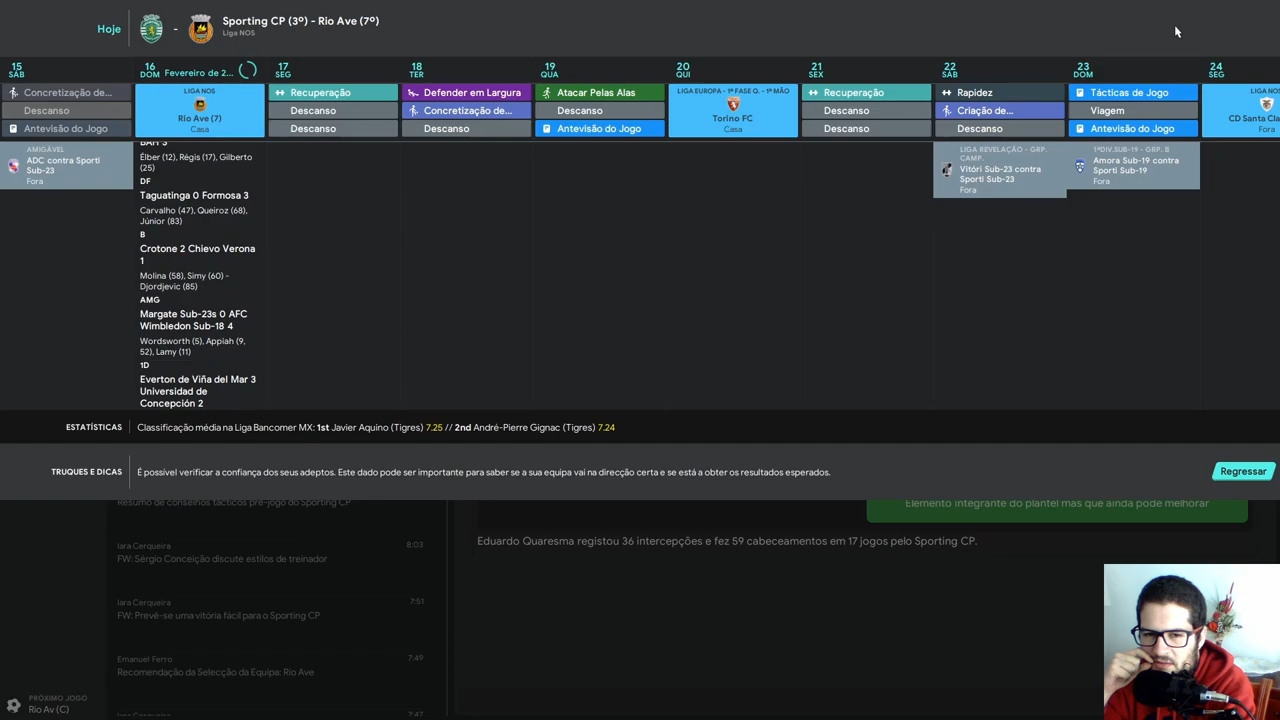 Hoje
Sporting CP (3º) - Rio Ave (7º)
Liga NOS
15
SÁB
16
DOM Fevereiro de 2...
17
SEG
18
TER
19
QUA
20
QUI
21
SEX
22
SÁB
23
DOM
24
SEG
Concretização de...
Descanso
Antevisão do Jogo
LIGA NOS
Rio Ave (7)
Casa
Recuperação
Descanso
Descanso
Defender em Largura
Concretização de...
Descanso
Atacar Pelas Alas
Descanso
Antevisão do Jogo
LIGA EUROPA - 1ª FASE Q. - 1ª MÃO
Torino FC
Casa
Recuperação
Descanso
Descanso
Rapidez
Criação de...
Descanso
Tácticas de Jogo
Viagem
Antevisão do Jogo
LIGA NOS
CD Santa Cla
Fora
AMIGÁVEL
ADC contra Sporti
Sub-23
Fora
LIGA REVELAÇÃO - GRP.
CAMP.
Vitóri Sub-23 contra
Sporti Sub-23
Fora
1ªDIV.SUB-19 - GRP. B
Amora Sub-19 contra
Sporti Sub-19
Fora
Élber (12), Régis (17), Gilberto
(25)
DF
Taguatinga 0 Formosa 3
Carvalho (47), Queiroz (68),
Júnior (83)
B
Crotone 2 Chievo Verona
1
Molina (58), Simy (60) -
Djordjevic (85)
AMG
Margate Sub-23s 0 AFC
Wimbledon Sub-18 4
Wordsworth (5), Appiah (9,
52), Lamy (11)
1D
Everton de Viña del Mar 3
Universidad de
Concepción 2
ESTATÍSTICAS
Classificação média na Liga Bancomer MX: 1st Javier Aquino (Tigres) 7.25 // 2nd André-Pierre Gignac (Tigres) 7.24
TRUQUES E DICAS
É possível verificar a confiança dos seus adeptos. Este dado pode ser importante para saber se a sua equipa vai na direcção certa e se está a obter os resultados esperados.
Regressar
Resumo de conselhos tácticos pré-jogo do Sporting CP
Elemento integrante do plantel mas que ainda pode melhorar
Eduardo Quaresma registou 36 intercepções e fez 59 cabeceamentos em 17 jogos pelo Sporting CP.
Iara Cerqueira
8:03
FW: Sérgio Conceição discute estilos de treinador
Iara Cerqueira
7:51
FW: Prevê-se uma vitória fácil para o Sporting CP
Emanuel Ferro
7:49
Recomendação da Selecção da Equipa: Rio Ave
7:47
PRÓXIMO JOGO
Rio Av (C)